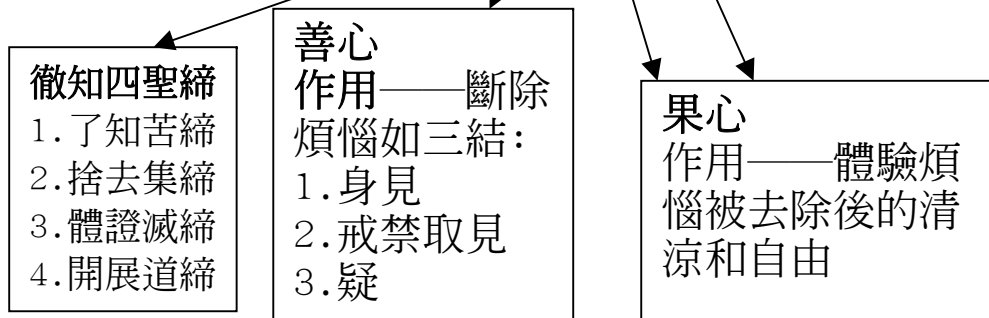 徹知四聖締
1.了知苦締
2.捨去集締
3.體證滅締
4.開展道締
善心
作用——斷除
煩惱如三結:
1.身見
2.戒禁取見
3.疑
果心
作用——體驗煩
惱被去除後的清
涼和自由